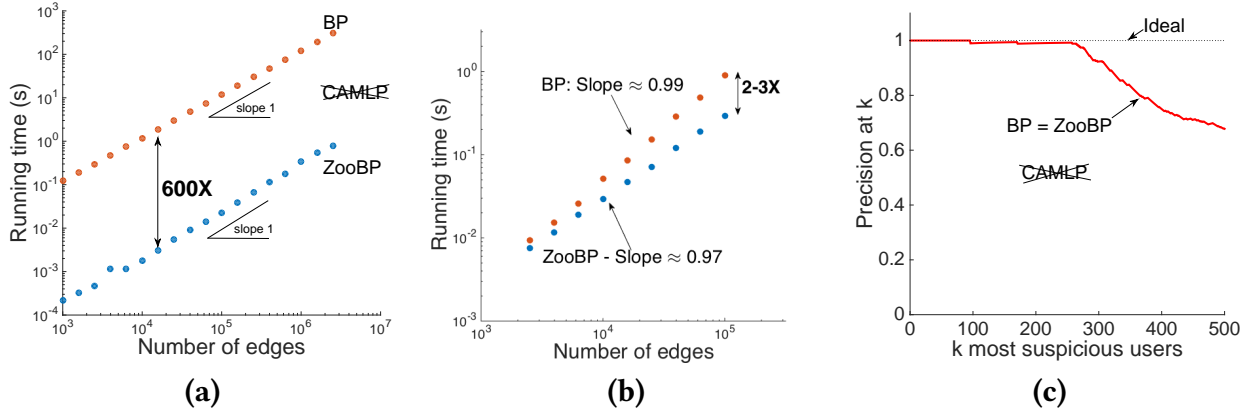 10^3
10^2
10^1
10^0
10^-1
10^-2
10^-3
10^-4
Running time (s)
BP
slope 1
CAMLP
ZooBP
600X
slope 1
10^3
10^4
10^5
10^6
10^7
Number of edges
(a)
10^0
10^-1
10^-2
10^-3
Running time (s)
BP: Slope ≈ 0.99
2-3X
ZooBP - Slope ≈ 0.97
10^3
10^4
10^5
Number of edges
(b)
1
0.8
0.6
0.4
0.2
0
Precision at k
Ideal
BP = ZooBP
CAMLP
0
100
200
300
400
500
k most suspicious users
(c)